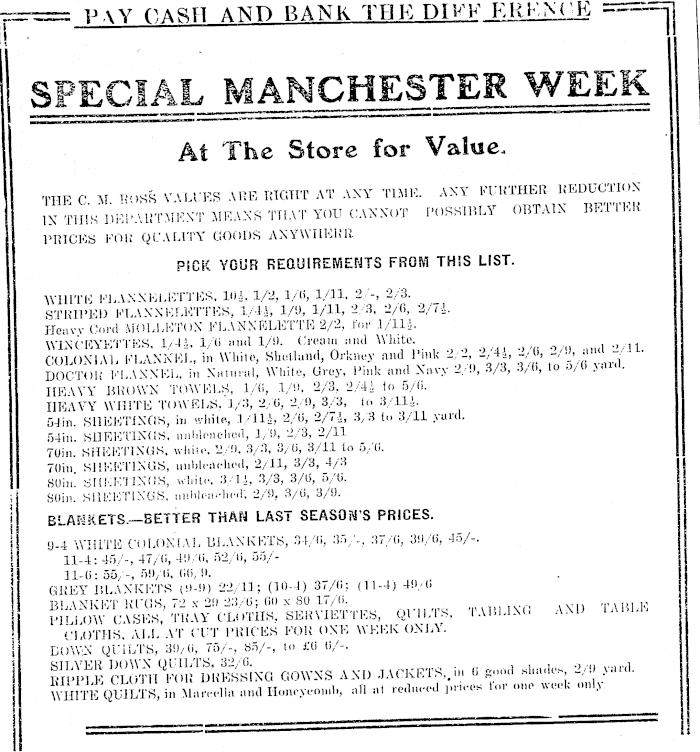 PAY CASH AND BANK THE DIFFERENCE
SPECIAL MANCHESTER WEEK
At The Store for Value.
THE C. M. ROSS VALUES ARE RIGHT AT ANY TIME. ANY FURTHER REDUCTION
IN THIS DEPARTMENT MEANS THAT YOU CANNOT POSSIBLY OBTAIN BETTER
PRICES FOR QUALITY GOODS ANYWHERR
PICK YOUR REQUIREMENTS FROM THIS LIST.
WHITE FLANNELETTES, 10½, 1/2, 1/6, 1/11, 2/-, 2/3.
STRIPED FLANNELETTES, 1/4½, 1/9, 1/11, 2/3, 2/6, 2/7½.
Heavy Cord MOLLETON FLANNELETTE 2/2, for 1/11½.
WINCEYETTES, 1/4½, 1/6 and 1/9. Cream and White.
COLONIAL FLANNEL, in White, Shetland, Orkney and Pink 2/2, 2/4½, 2/6, 2/9, and 2/11.
DOCTOR FLANNEL, in Natural, White, Grey, Pink and Navy 2/9, 3/3, 3/6, to 5/6 yard.
HEAVY BROWN TOWELS, 1/6, 1/9, 2/3, 2/4½ to 5/6.
HEAVY WHITE TOWELS, 1/3, 2/6, 2/9, 3/3, to 3/11½.
54in. SHEETINGS, in white, 1/11½, 2/6, 2/7½, 3/3 to 3/11 yard.
54in. SHEETINGS, unbleached, 1/9, 2/3, 2/11
70in. SHEETINGS, white, 2/9, 3/3, 3/6, 3/11 to 5/6.
70in. SHEETINGS, unbleached, 2/11, 3/3, 4/3
80in. SHEETINGS, white, 3/1½, 3/3, 3/6, 5/6.
80in. SHEETINGS, unbleached, 2/9, 3/6, 3/9.
BLANKETS.—BETTER THAN LAST SEASON'S PRICES.
9-4 WHITE COLONIAL BLANKETS, 34/6, 35/-, 37/6, 39/6, 45/-.
11-4: 45/-, 47/6, 49/6, 52/6, 55/-
11-6: 55/-, 59/6, 66/9.
GREY BLANKETS (9-9) 22/11; (10-4) 37/6; (11-4) 49/6
BLANKET RUGS, 72 x 29 23/6; 60 x 80 17/6.
PILLOW CASES, TRAY CLOTHS, SERVIETTES, QUILTS, TABLING AND TABLE
CLOTHS, ALL AT CUT PRICES FOR ONE WEEK ONLY.
DOWN QUILTS, 39/6, 75/-, 85/-, to £6 6/-.
SILVER DOWN QUILTS, 32/6.
RIPPLE CLOTH FOR DRESSING GOWNS AND JACKETS, in 6 good shades, 2/9 yard.
WHITE QUILTS, in Marcella and Honeycomb, all at reduced prices for one week only